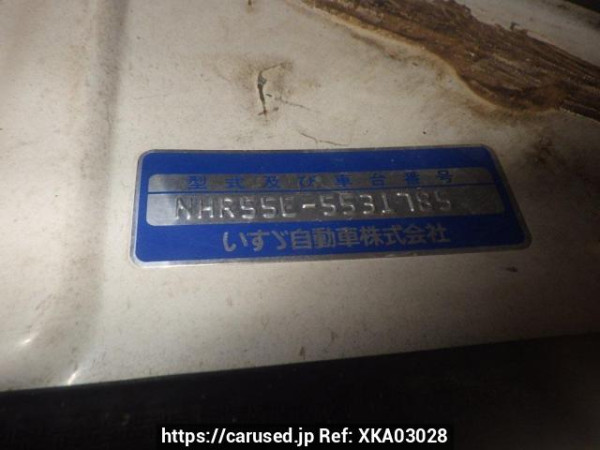 型式及び車台番号
NHR55E-5531785
いすゞ自動車株式会社
https://carused.jp Ref: XKA03028